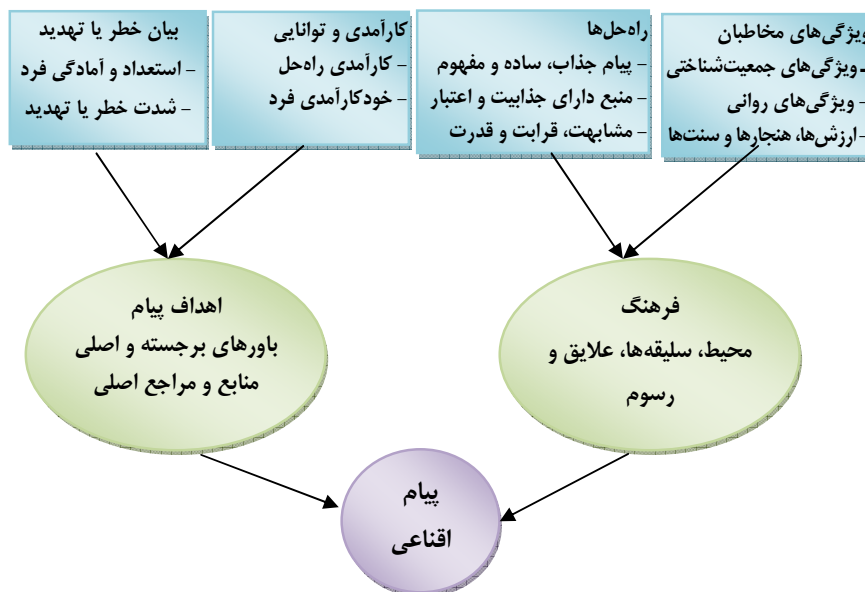 ویژگی‌های مخاطبان
- ویژگی‌های جمعیت‌شناختی
- ویژگی‌های روانی
- ارزش‌ها، هنجارها و سنت‌ها
راه‌حل‌ها
- پیام جذاب، ساده و مفهوم
- منبع دارای جذابیت و اعتبار
- مشابهت، قرابت و قدرت
کارآمدی و توانایی
- کارآمدی راه‌حل
- خودکارآمدی فرد
بیان خطر یا تهدید
- استعداد و آمادگی فرد
- شدت خطر یا تهدید
فرهنگ
محیط، سلیقه‌ها، علایق و
رسوم
اهداف پیام
باورهای برجسته و اصلی
منابع و مراجع اصلی
پیام
اقناعی